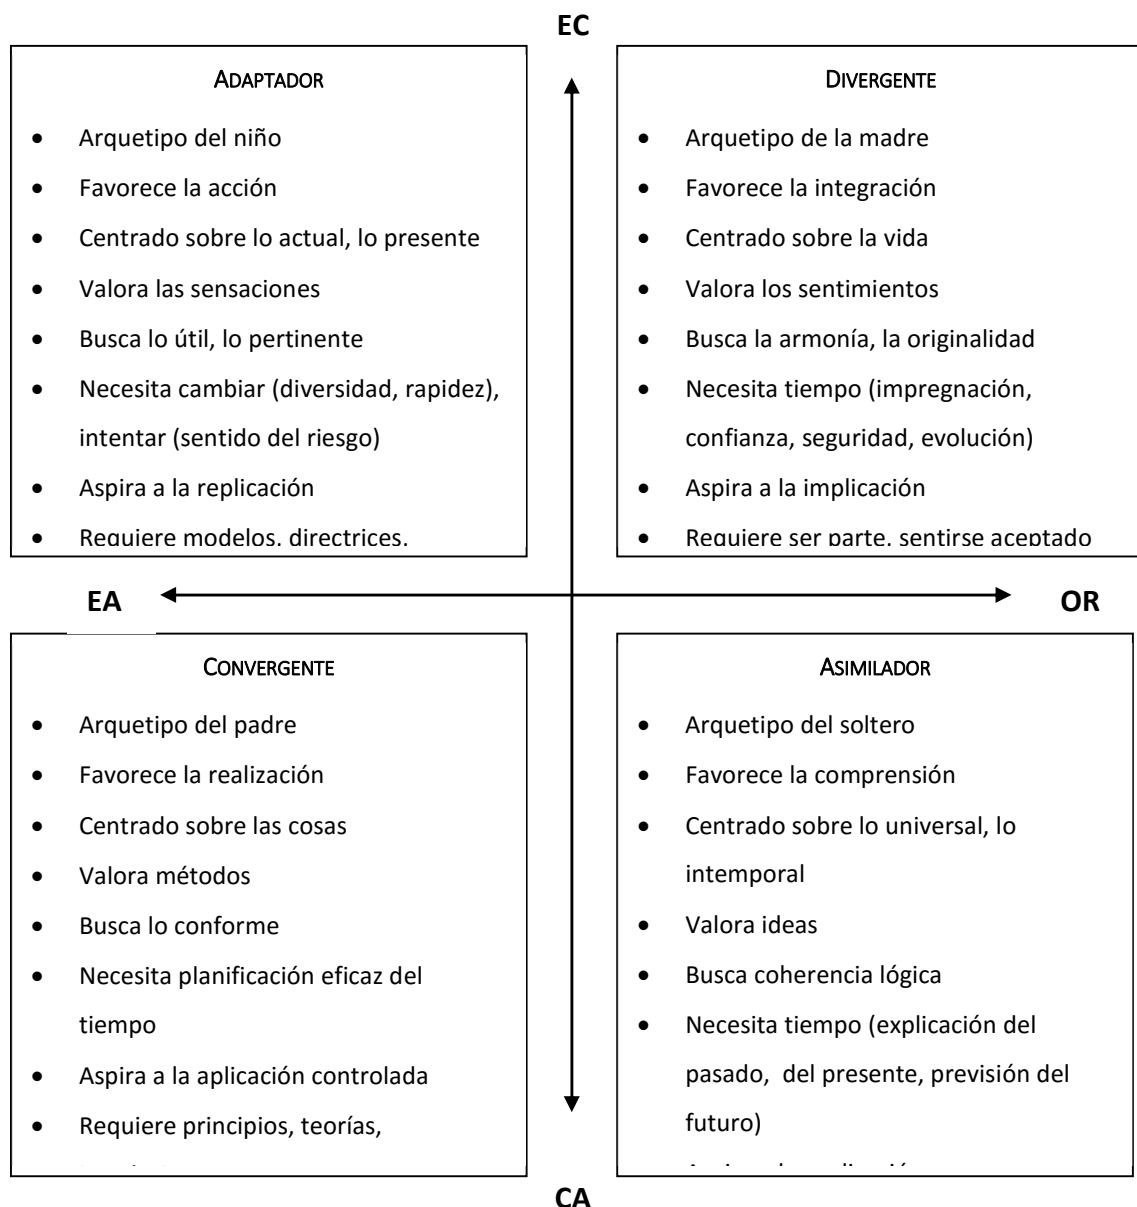 EC
ADAPTADOR
• Arquetipo del niño
• Favorece la acción
• Centrado sobre lo actual, lo presente
• Valora las sensaciones
• Busca lo útil, lo pertinente
• Necesita cambiar (diversidad, rapidez),
intentar (sentido del riesgo)
• Aspira a la replicación
• Requiere modelos, directrices,
DIVERGENTE
• Arquetipo de la madre
• Favorece la integración
• Centrado sobre la vida
• Valora los sentimientos
• Busca la armonía, la originalidad
• Necesita tiempo (impregnación,
confianza, seguridad, evolución)
• Aspira a la implicación
• Requiere ser parte, sentirse aceptado
EA
OR
CONVERGENTE
• Arquetipo del padre
• Favorece la realización
• Centrado sobre las cosas
• Valora métodos
• Busca lo conforme
• Necesita planificación eficaz del
tiempo
• Aspira a la aplicación controlada
• Requiere principios, teorías,
ASIMILADOR
• Arquetipo del soltero
• Favorece la comprensión
• Centrado sobre lo universal, lo
intemporal
• Valora ideas
• Busca coherencia lógica
• Necesita tiempo (explicación del
pasado, del presente, previsión del
futuro)
CA